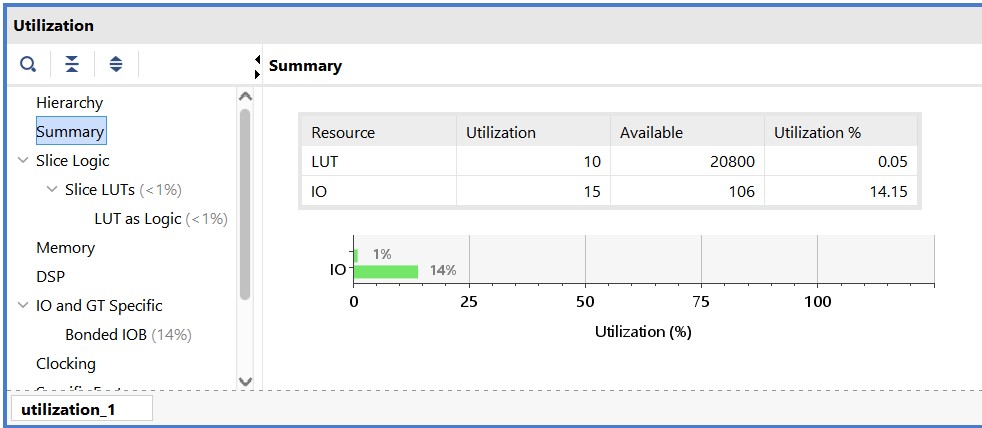 Utilization
Summary
Hierarchy
Summary
Slice Logic
Slice LUTs (<1%)
LUT as Logic (<1%)
Memory
DSP
IO and GT Specific
Bonded IOB (14%)
Clocking
Resource Utilization Available Utilization %
LUT 10 20800 0.05
IO 15 106 14.15
1%
IO 14%
0 25 50 75 100
Utilization (%)
utilization_1